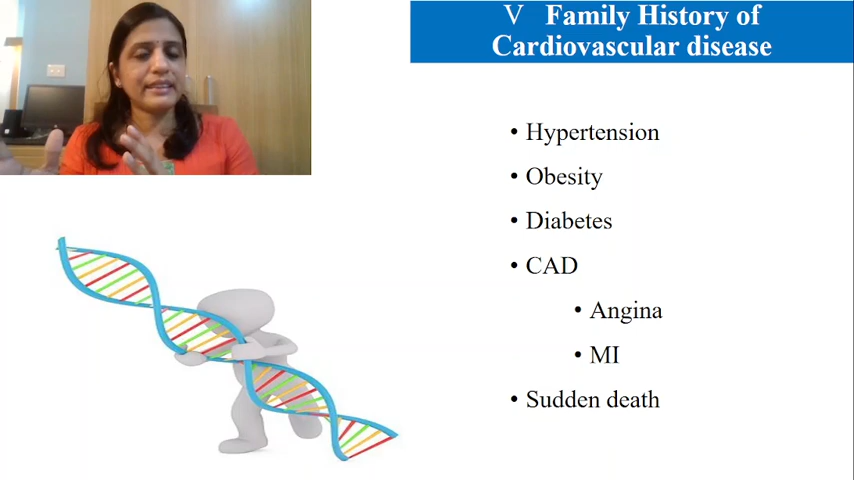 V Family History of
Cardiovascular disease
• Hypertension
• Obesity
• Diabetes
• CAD
• Angina
• MI
• Sudden death